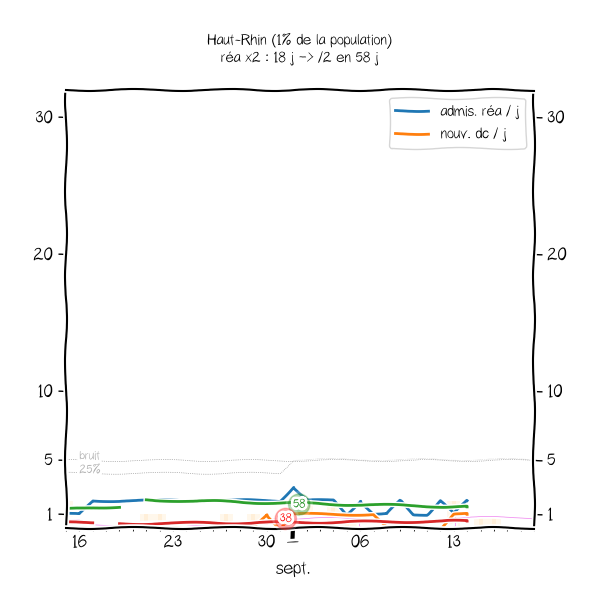 Haut-Rhin (1% de la population)
réa x2 : 18 j -> /2 en 58 j
admis. réa / j
nouv. dc / j
30
30
20
20
10
10
bruit
5
5
25%
58
38
1
1
16 23 30 06 13
sept.